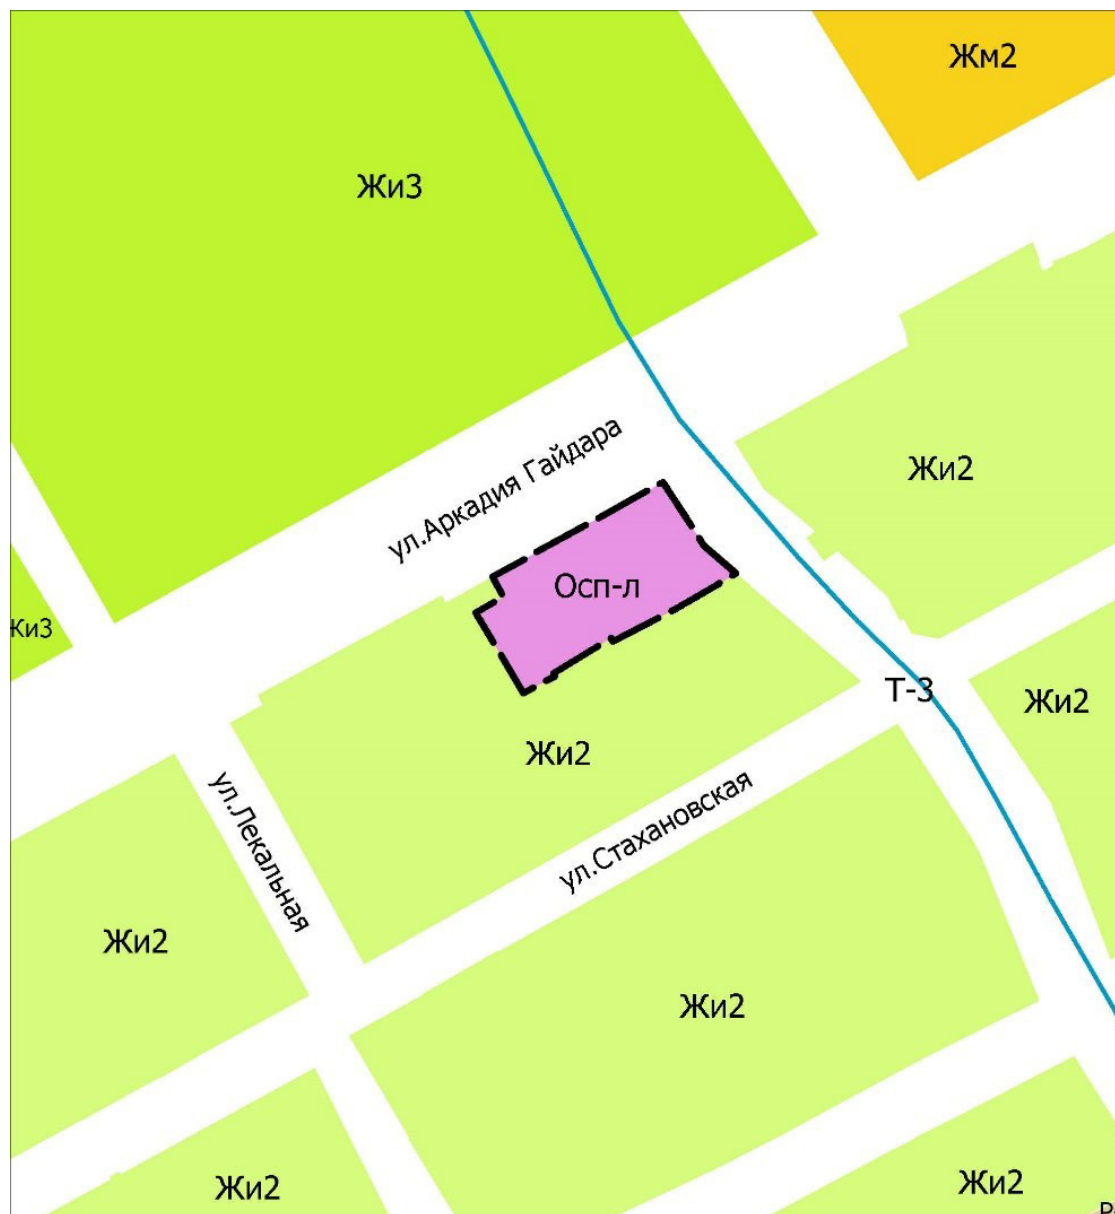 Жм2
Жи3
ул.Аркадия Гайдара
Жи2
Осп-л
Жи3
Т-3
Жи2
Жи2
ул.Лекальная
ул.Стахановская
Жи2
Жи2
Жи2
Жи2